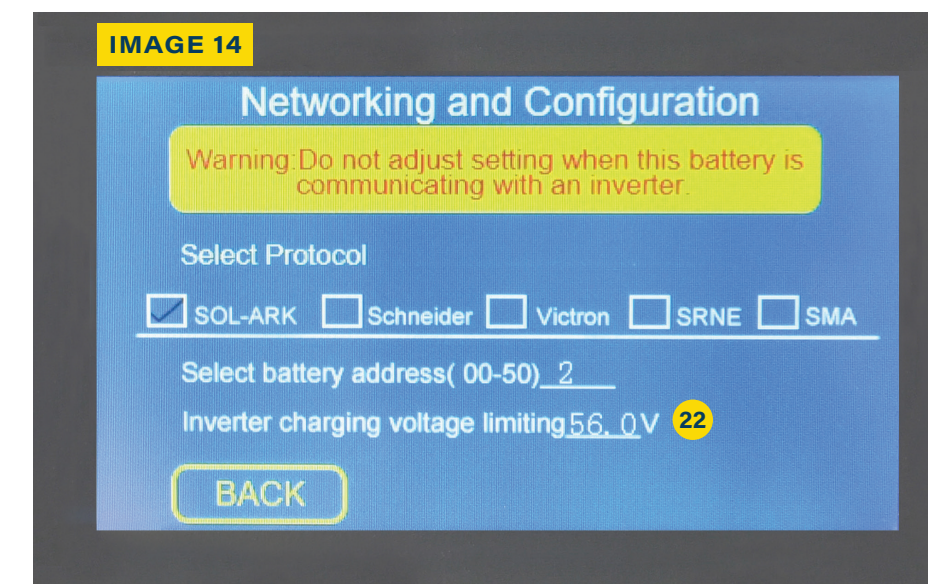 IMAGE 14
Networking and Configuration
Warning:Do not adjust setting when this battery is
communicating with an inverter.
Select Protocol
SOL-ARK Schneider Victron SRNE SMA
Select battery address( 00-50) 2
Inverter charging voltage limiting 56.0V 22
BACK